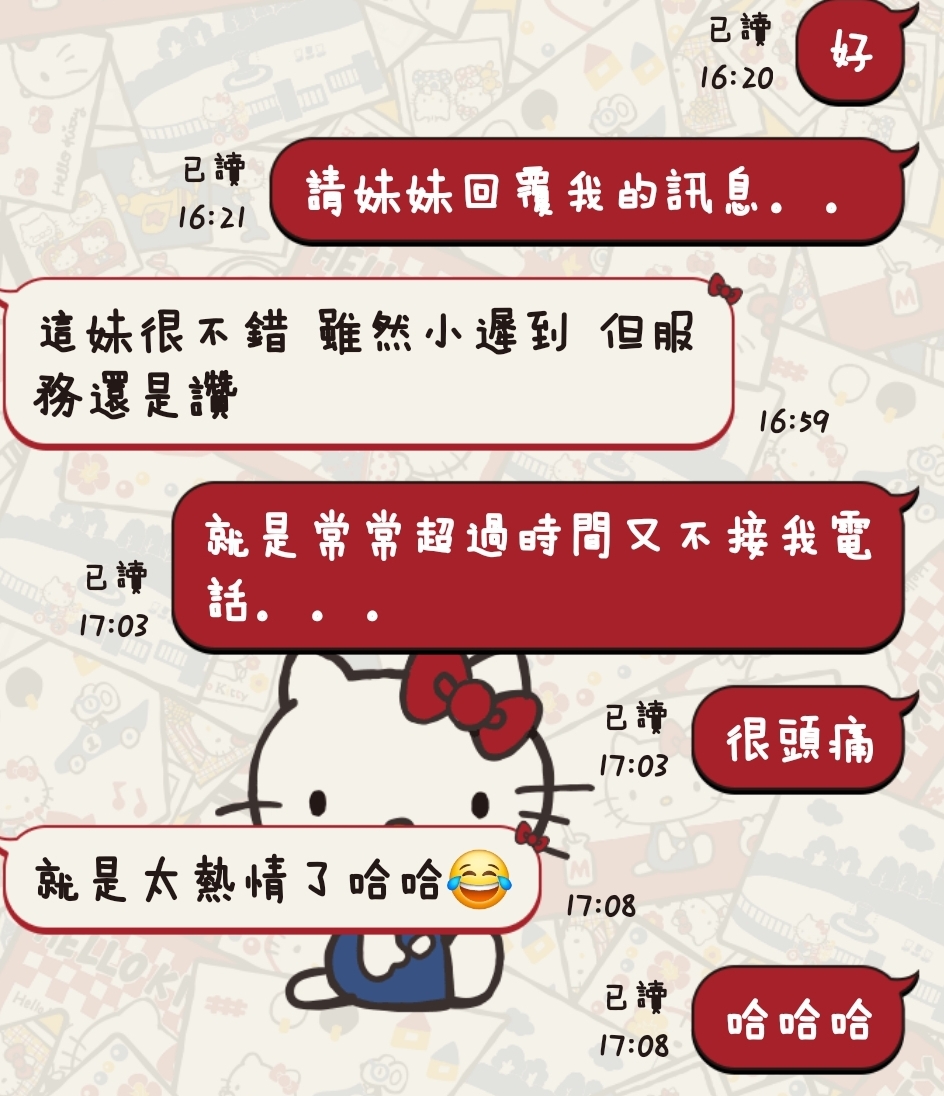 已讀
16:20
好
已讀
16:21
請妹妹回覆我的訊息。。
這妹很不錯 雖然小遲到 但服
務還是讚
16:59
就是常常超過時間又不接我電
話。。。
已讀
17:03
已讀
17:03
很頭痛
就是太熱情了哈哈😂
17:08
已讀
17:08
哈哈哈
Hello Kitty
HELLO KI
M
M